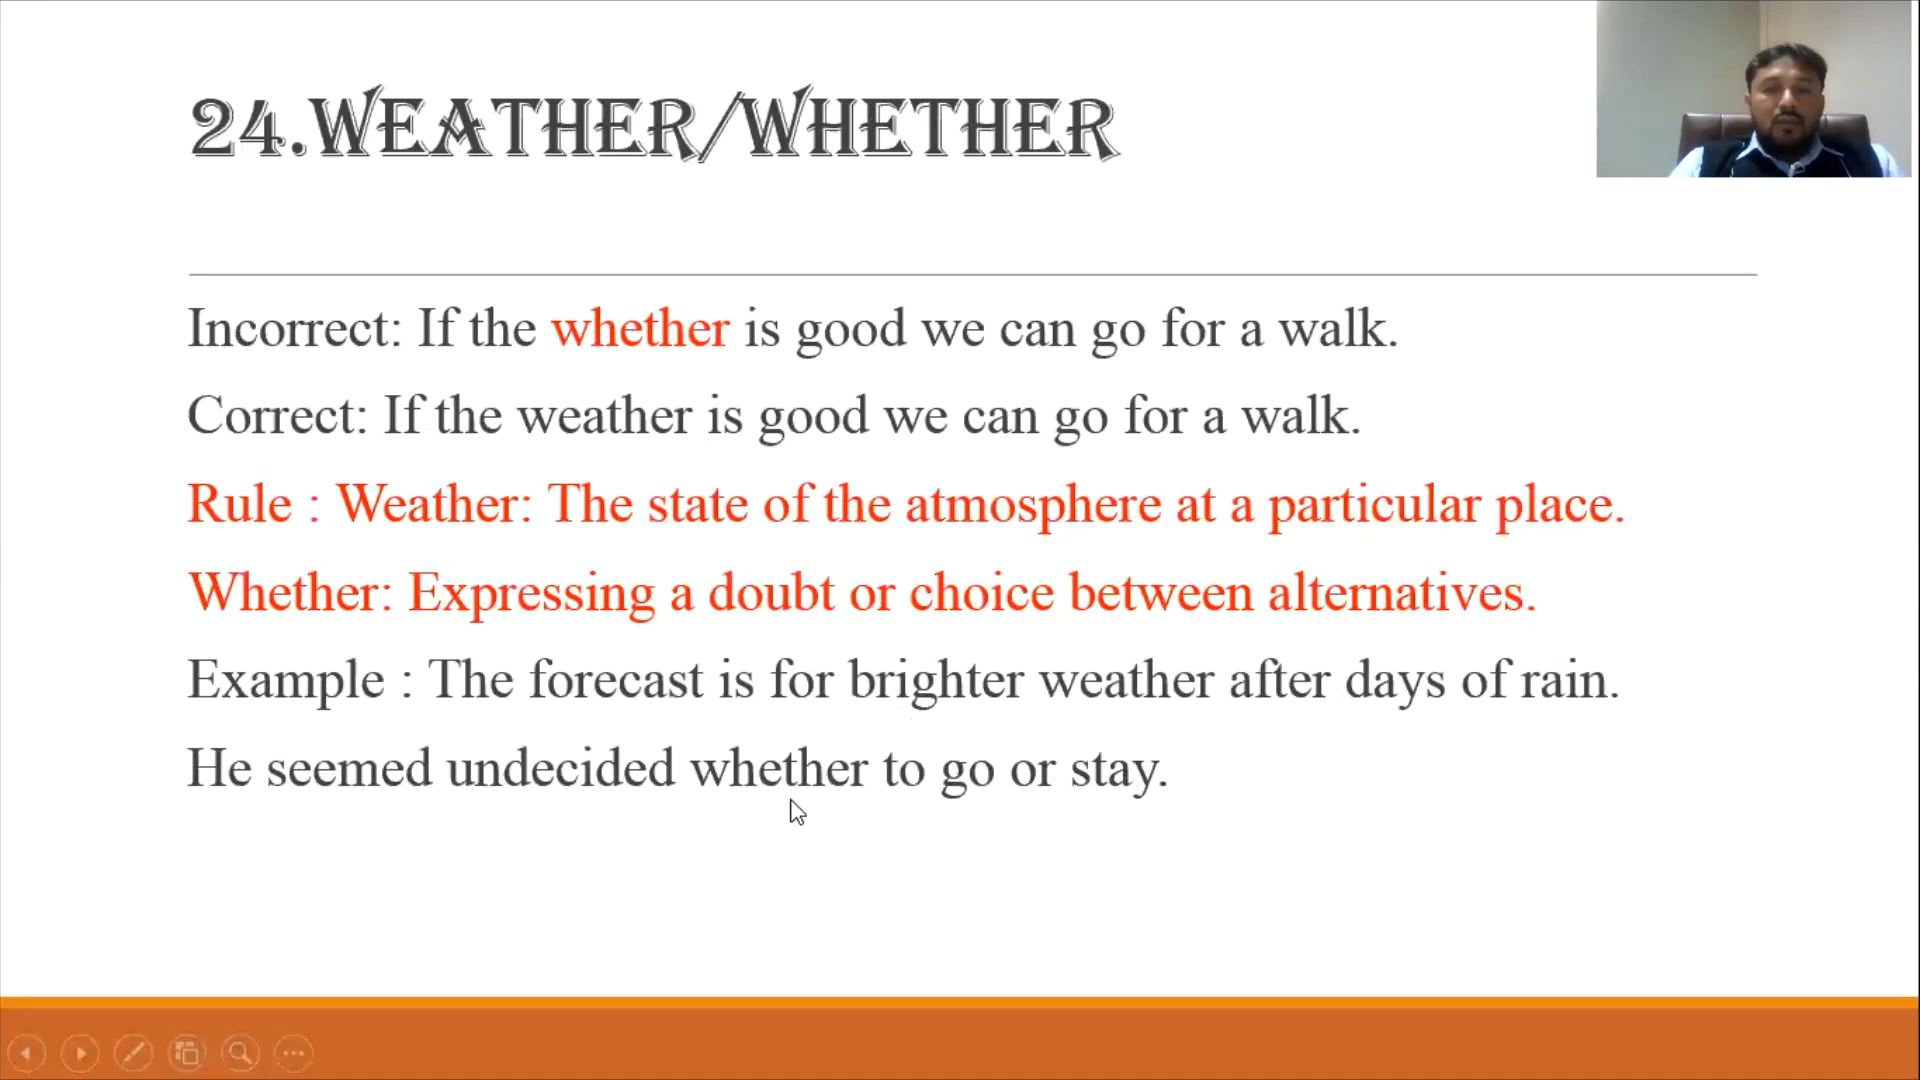 24.WEATHER/WHETHER
Incorrect: If the whether is good we can go for a walk.
Correct: If the weather is good we can go for a walk.
Rule : Weather: The state of the atmosphere at a particular place.
Whether: Expressing a doubt or choice between alternatives.
Example : The forecast is for brighter weather after days of rain.
He seemed undecided whether to go or stay.